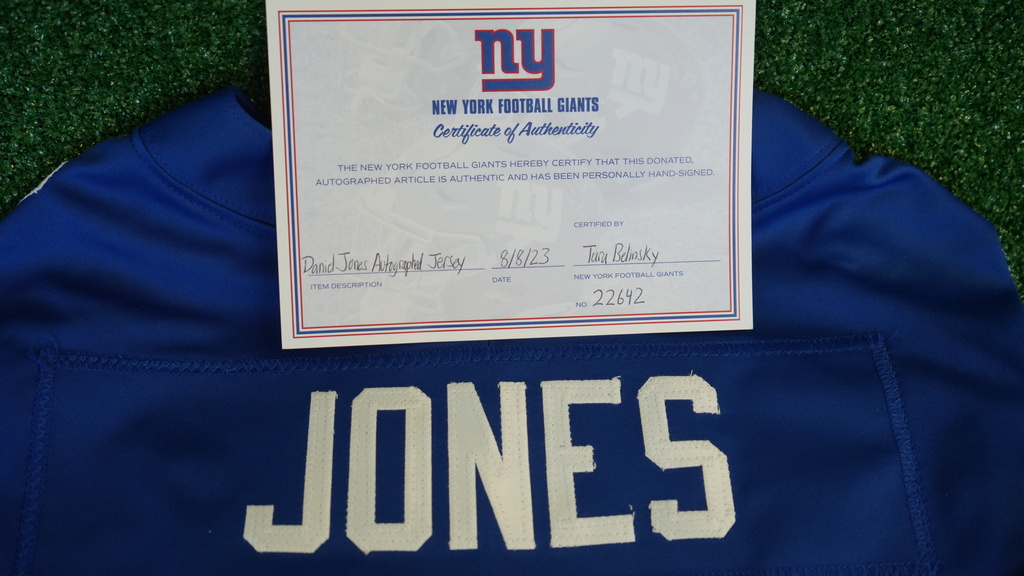 ny
NEW YORK FOOTBALL GIANTS
Certificate of Authenticity
THE NEW YORK FOOTBALL GIANTS HEREBY CERTIFY THAT THIS DONATED,
AUTOGRAPHED ARTICLE IS AUTHENTIC AND HAS BEEN PERSONALLY HAND-SIGNED.
CERTIFIED BY
Daniel Jones Autographed Jersey 8/8/23 Tara Belinsky
ITEM DESCRIPTION DATE NEW YORK FOOTBALL GIANTS
NO. 22642
JONES